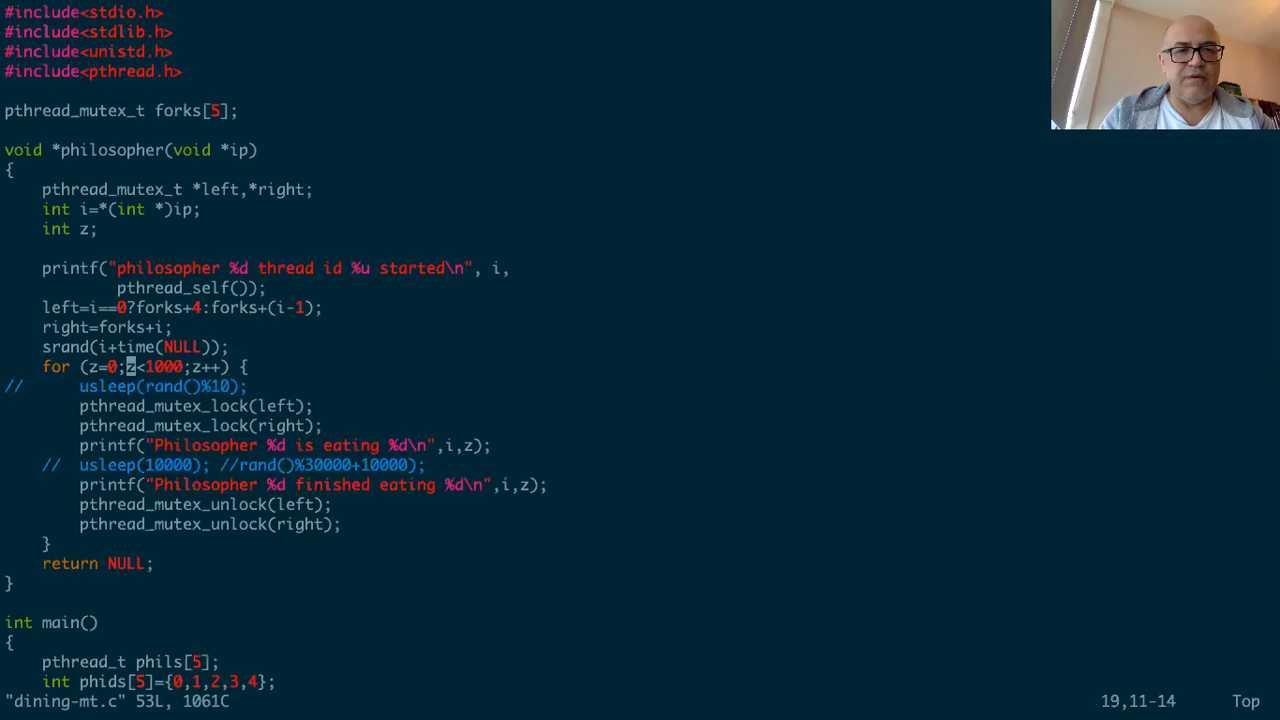 #include<stdio.h>
#include<stdlib.h>
#include<unistd.h>
#include<pthread.h>
pthread_mutex_t forks[5];
void *philosopher(void *ip)
{
    pthread_mutex_t *left,*right;
    int i=*(int *)ip;
    int z;
    printf("philosopher %d thread id %u started\n", i,
            pthread_self());
    left=i==0?forks+4:forks+(i-1);
    right=forks+i;
    srand(i+time(NULL));
    for (z=0;z<1000;z++) {
//      usleep(rand()%10);
        pthread_mutex_lock(left);
        pthread_mutex_lock(right);
        printf("Philosopher %d is eating %d\n",i,z);
    //  usleep(10000); //rand()%30000+10000);
        printf("Philosopher %d finished eating %d\n",i,z);
        pthread_mutex_unlock(left);
        pthread_mutex_unlock(right);
    }
    return NULL;
}
int main()
{
    pthread_t phils[5];
    int phids[5]={0,1,2,3,4};
"dining-mt.c" 53L, 1061C 19,11-14 Top